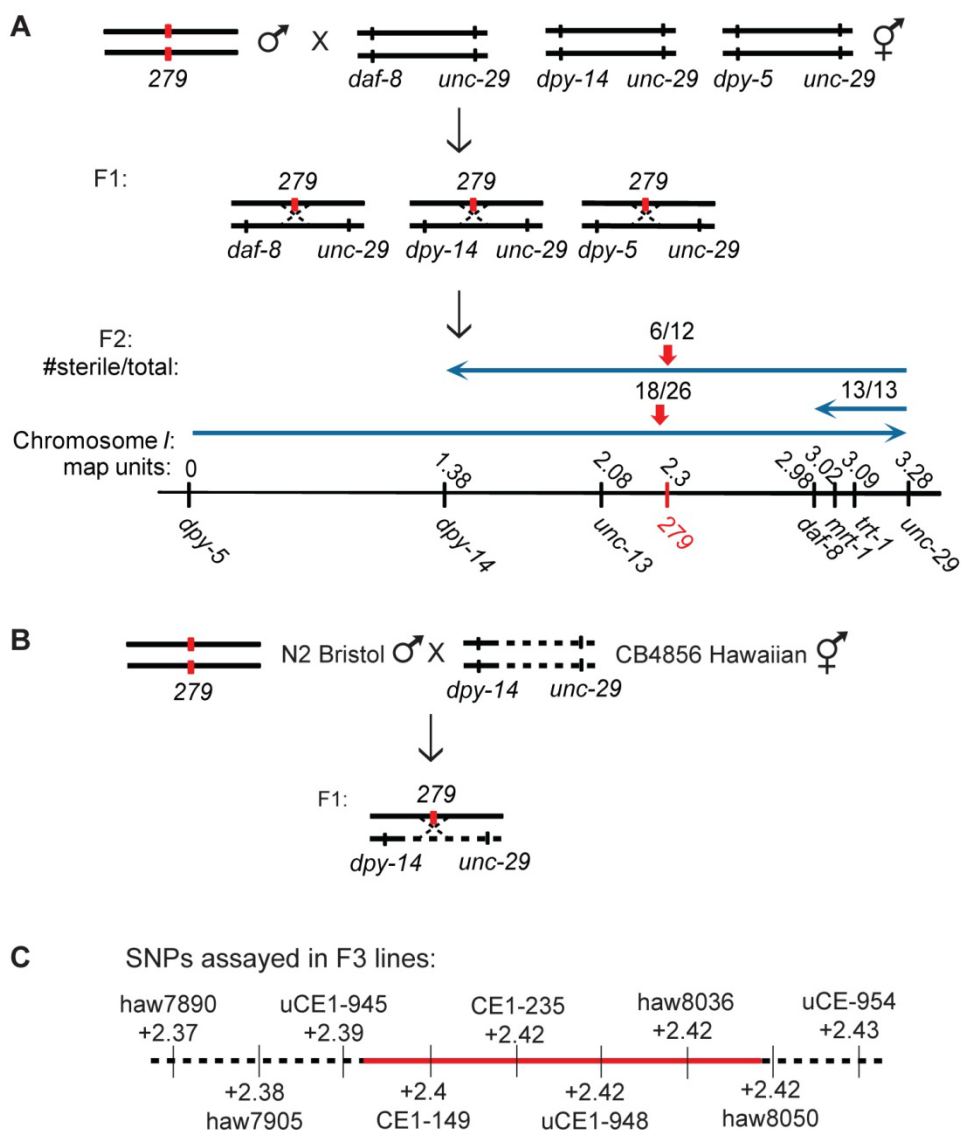 A
X
279
daf-8 unc-29
dpy-14 unc-29
dpy-5 unc-29
F1:
279 279 279
daf-8 unc-29
dpy-14 unc-29
dpy-5 unc-29
F2:
#sterile/total:
6/12
18/26
13/13
Chromosome I:
map units:
0 1.38 2.08 2.3 2.98 3.02 3.09 3.28
dpy-5 dpy-14 unc-13 279 daf-8 mrt-1 trt-1 unc-29
B
N2 Bristol ♂ X CB4856 Hawaiian
279
dpy-14 unc-29
F1:
279
dpy-14 unc-29
C SNPs assayed in F3 lines:
haw7890 uCE1-945 CE1-235 haw8036 uCE-954
+2.37 +2.39 +2.42 +2.42 +2.43
+2.38 +2.4 +2.42 +2.42
haw7905 CE1-149 uCE1-948 haw8050